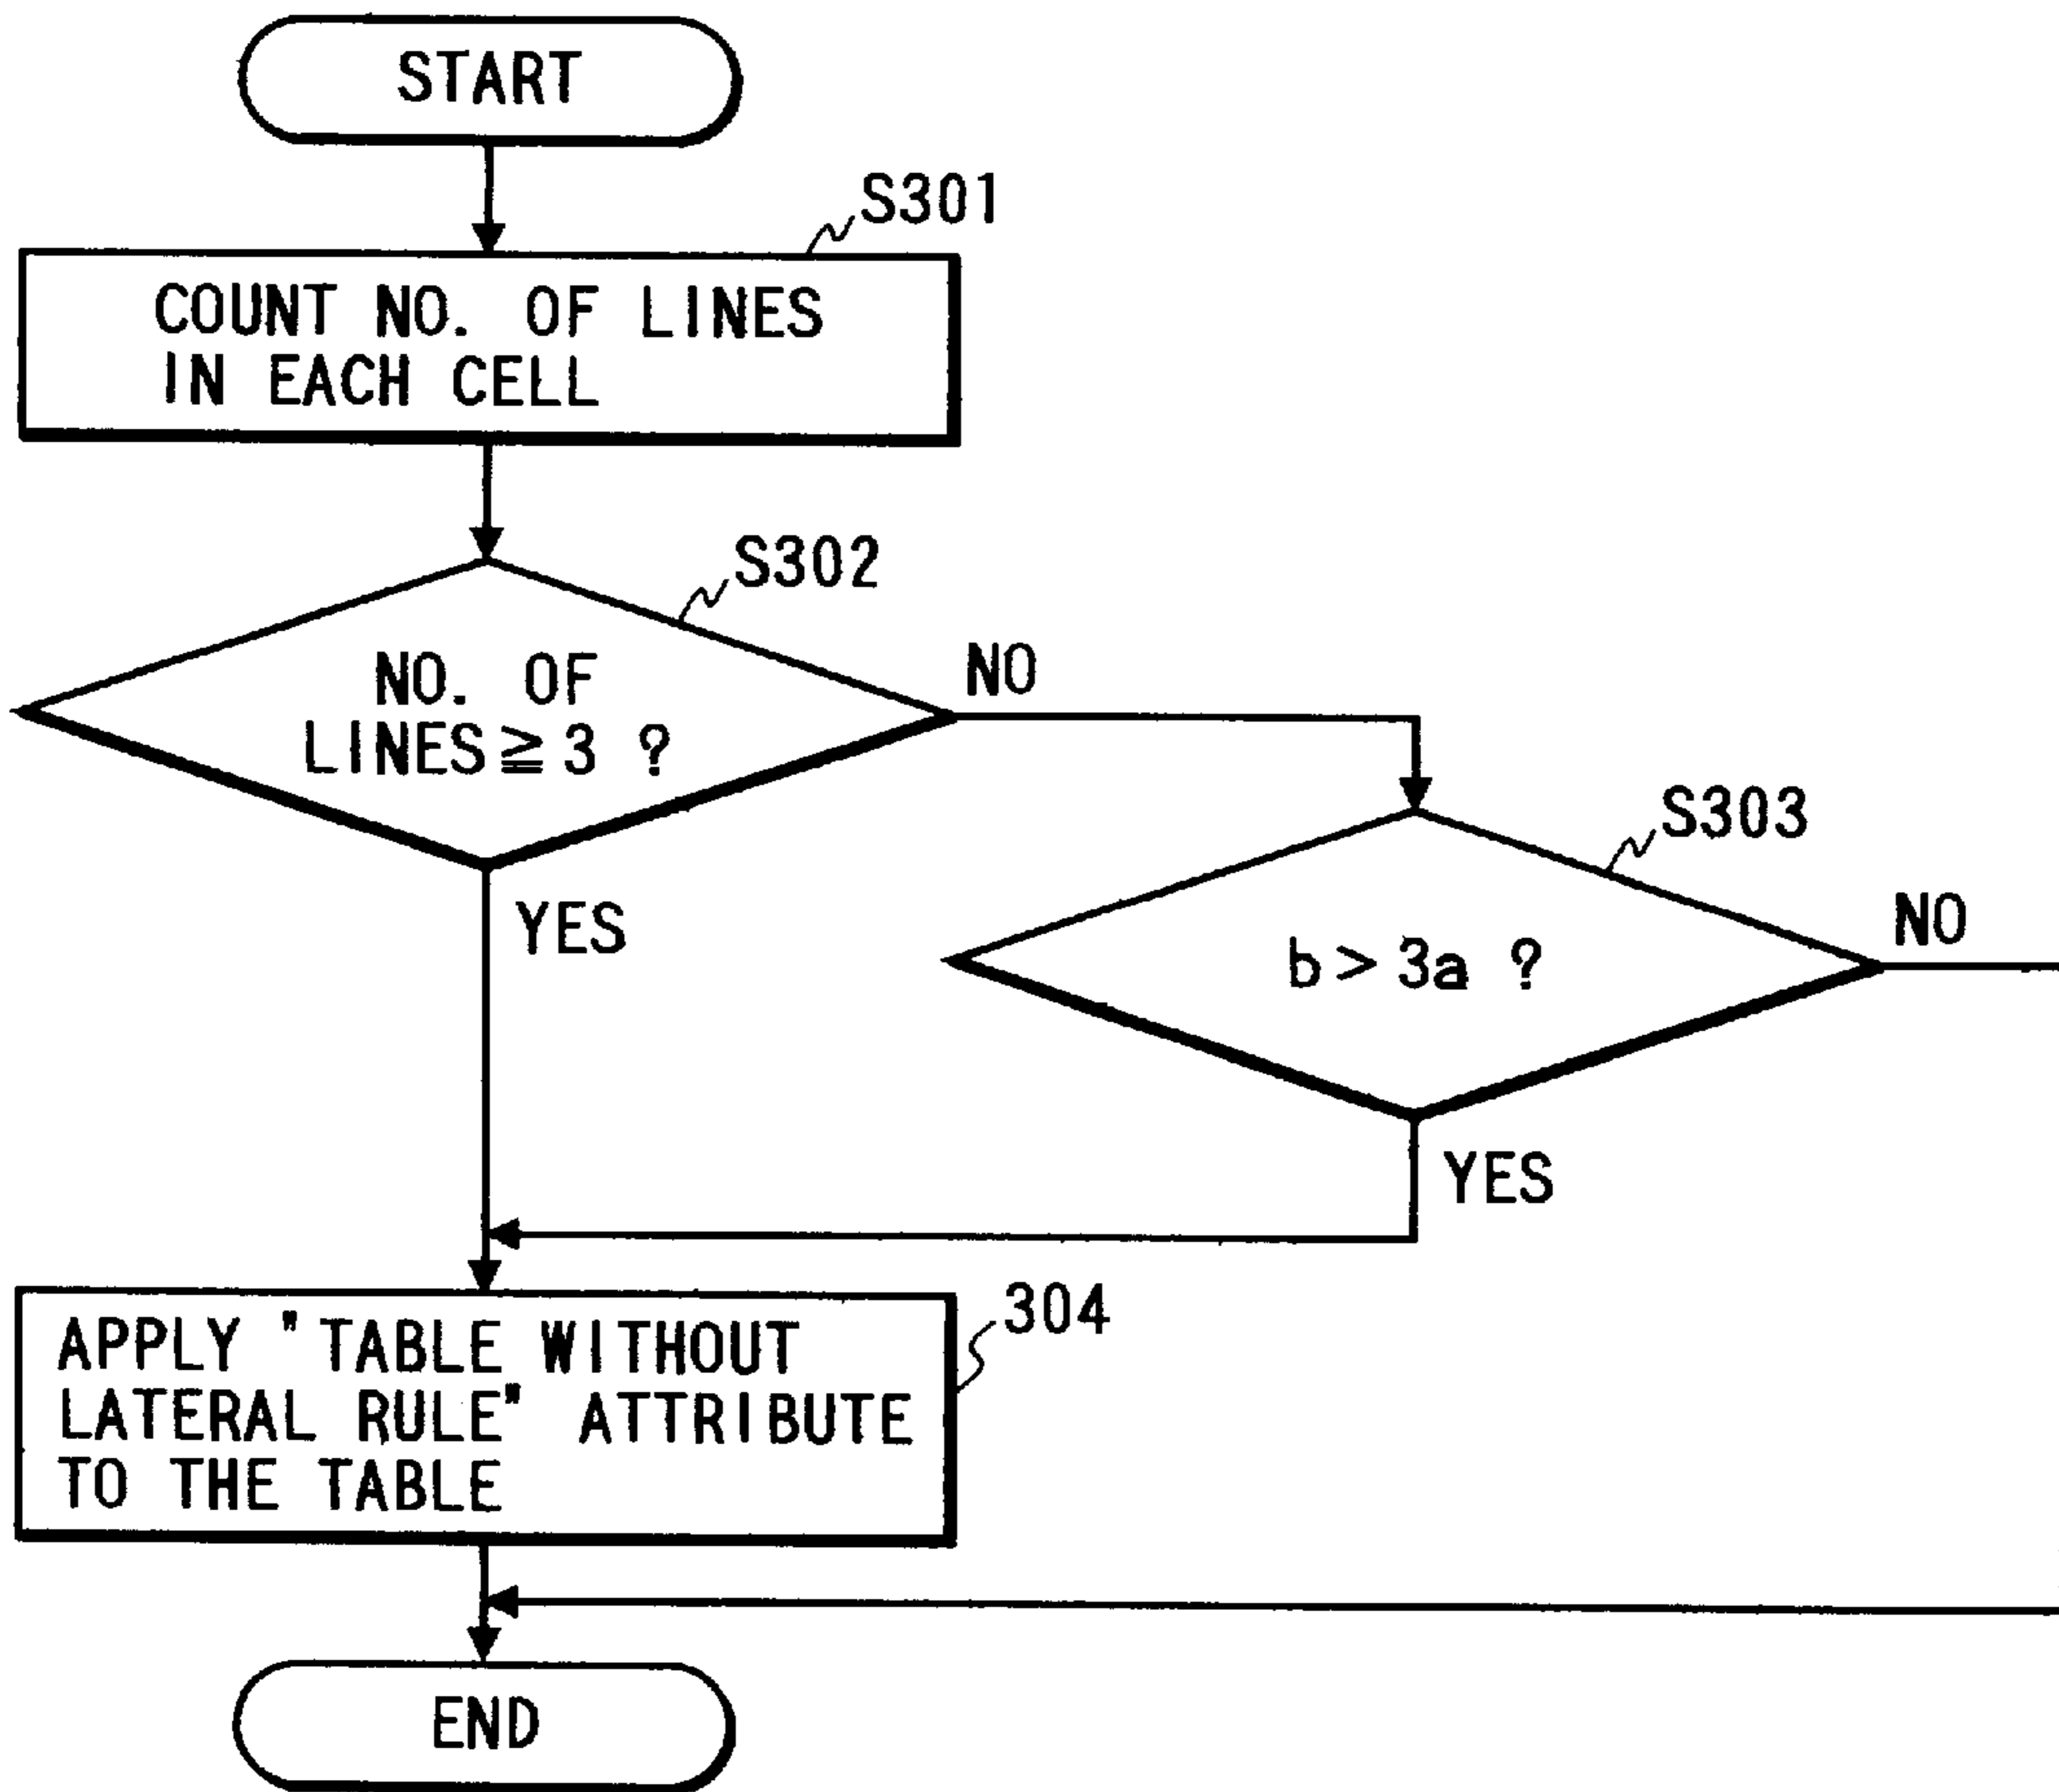 START
S301
COUNT NO. OF LINES
IN EACH CELL
S302
NO. OF
LINES≧3 ?
NO
YES
S303
b> 3a ?
NO
YES
304
APPLY "TABLE WITHOUT
LATERAL RULE" ATTRIBUTE
TO THE TABLE
END